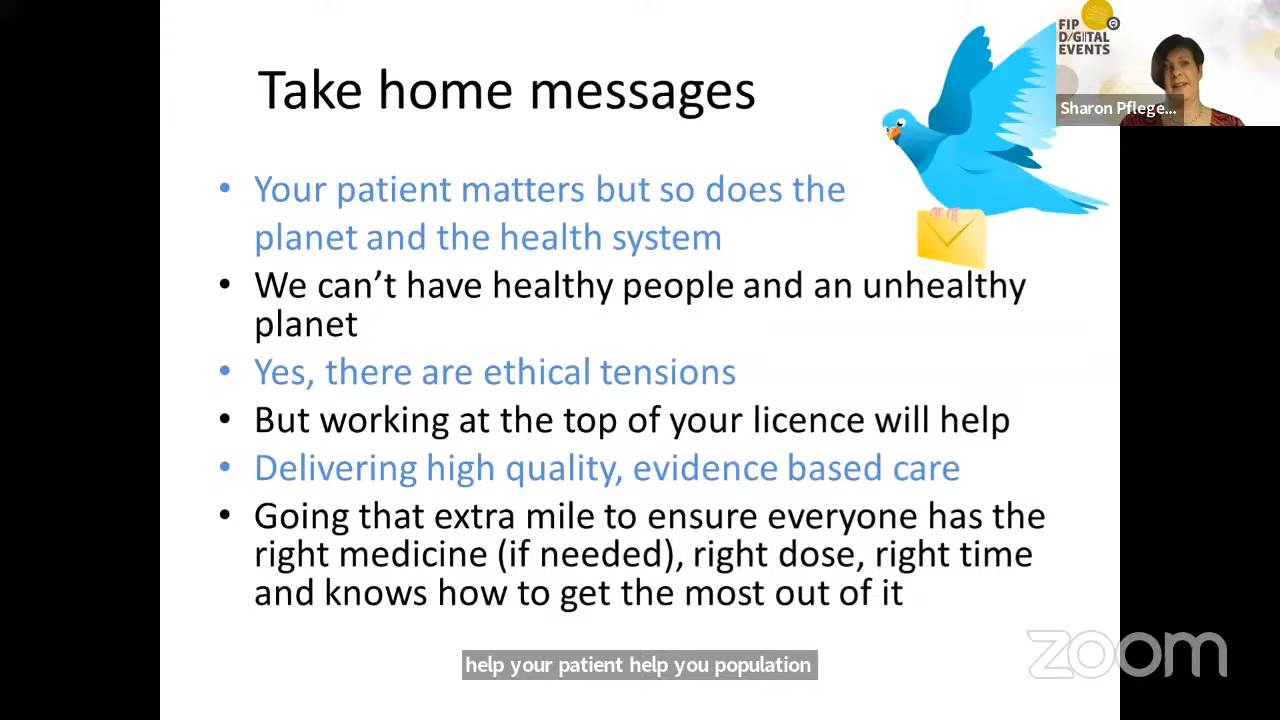 Take home messages
FIP
DIGITAL
EVENTS
Sharon Pflege...
• Your patient matters but so does the
planet and the health system
• We can't have healthy people and an unhealthy
planet
• Yes, there are ethical tensions
• But working at the top of your licence will help
• Delivering high quality, evidence based care
• Going that extra mile to ensure everyone has the
right medicine (if needed), right dose, right time
and knows how to get the most out of it
help your patient help you population
zoom